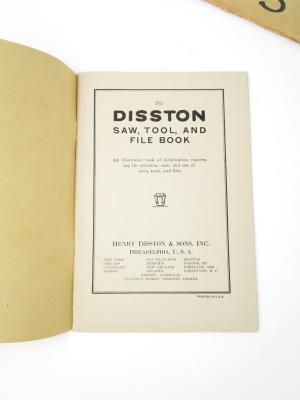 S
The
DISSTON
SAW, TOOL, AND
FILE BOOK
An illustrated book of information concern-
ing the selection, care, and use of
saws, tools, and files.
HENRY DISSTON & SONS, INC.
PHILADELPHIA, U. S. A.
NEW YORK SAN FRANCISCO SEATTLE
CHICAGO MEMPHIS BANGOR, ME.
CINCINNATI NEW ORLEANS PORTLAND, ORE.
BOSTON ATLANTA VANCOUVER, B. C.
SYDNEY, AUSTRALIA
CANADIAN WORKS, TORONTO, CANADA
PRINTED IN U.S.A.